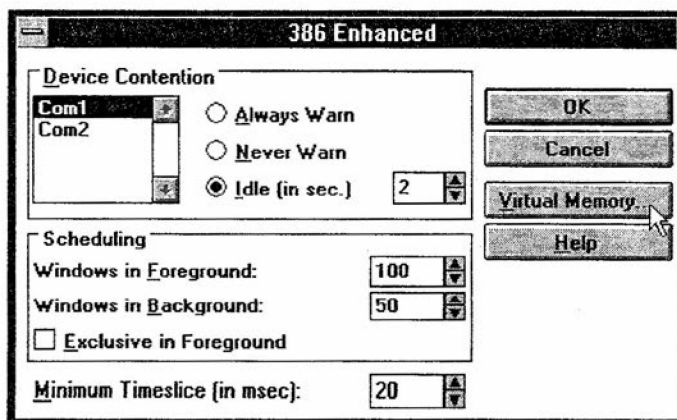 386 Enhanced
Device Contention
Com1
Com2
Always Warn
Never Warn
Idle (in sec.) 2
OK
Cancel
Virtual Memory...
Help
Scheduling
Windows in Foreground: 100
Windows in Background: 50
Exclusive in Foreground
Minimum Timeslice (in msec): 20